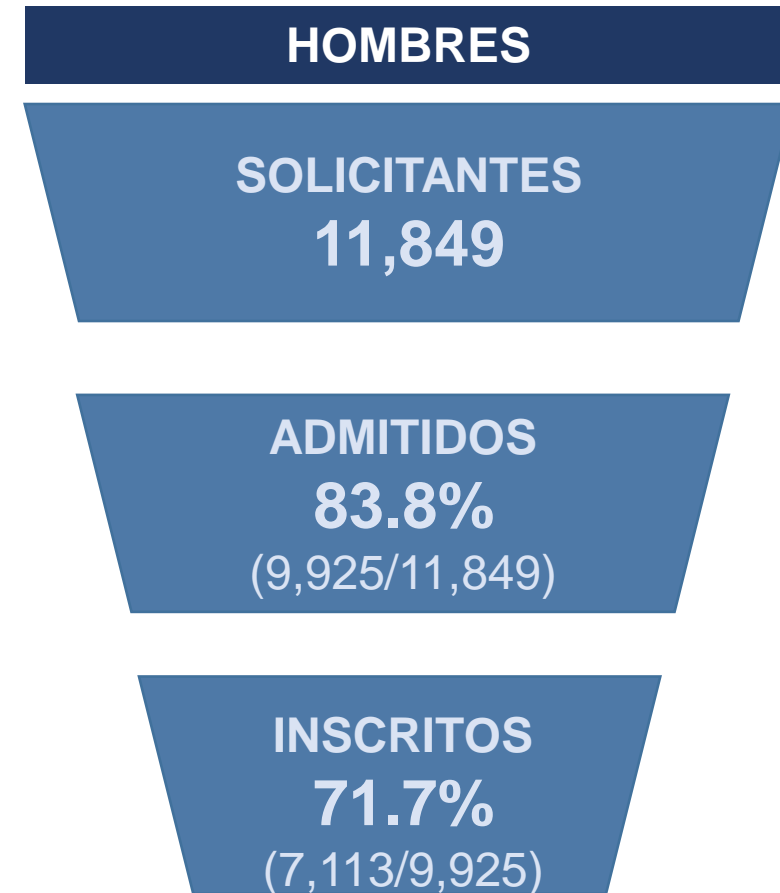 HOMBRES
SOLICITANTES
11,849
ADMITIDOS
83.8%
(9,925/11,849)
INSCRITOS
71.7%
(7,113/9,925)